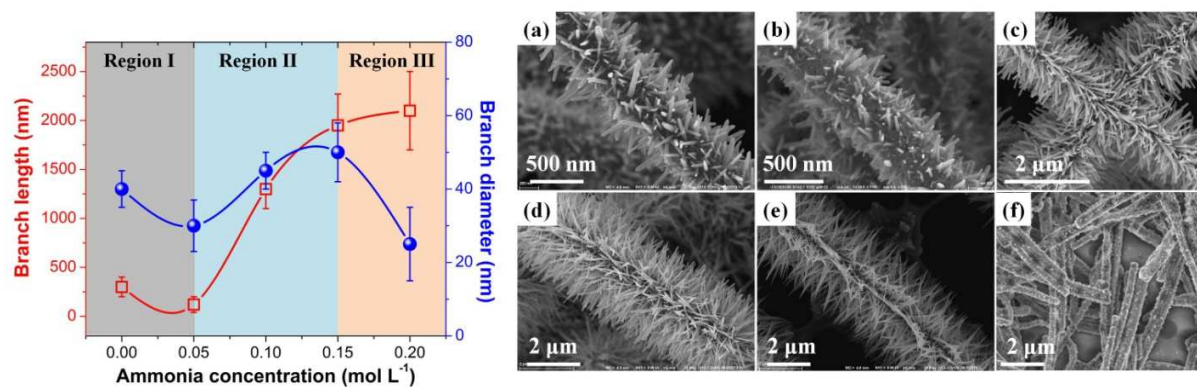 Region I
Region II
Region III
2500
2000
1500
1000
500
0
Branch length (nm)
80
60
40
20
0
Branch diameter
(nm)
0.00
0.05
0.10
0.15
0.20
Ammonia concentration (mol L⁻¹)
(a)
500 nm
(b)
500 nm
(c)
2 µm
(d)
2 µm
(e)
2 µm
(f)
2 µm